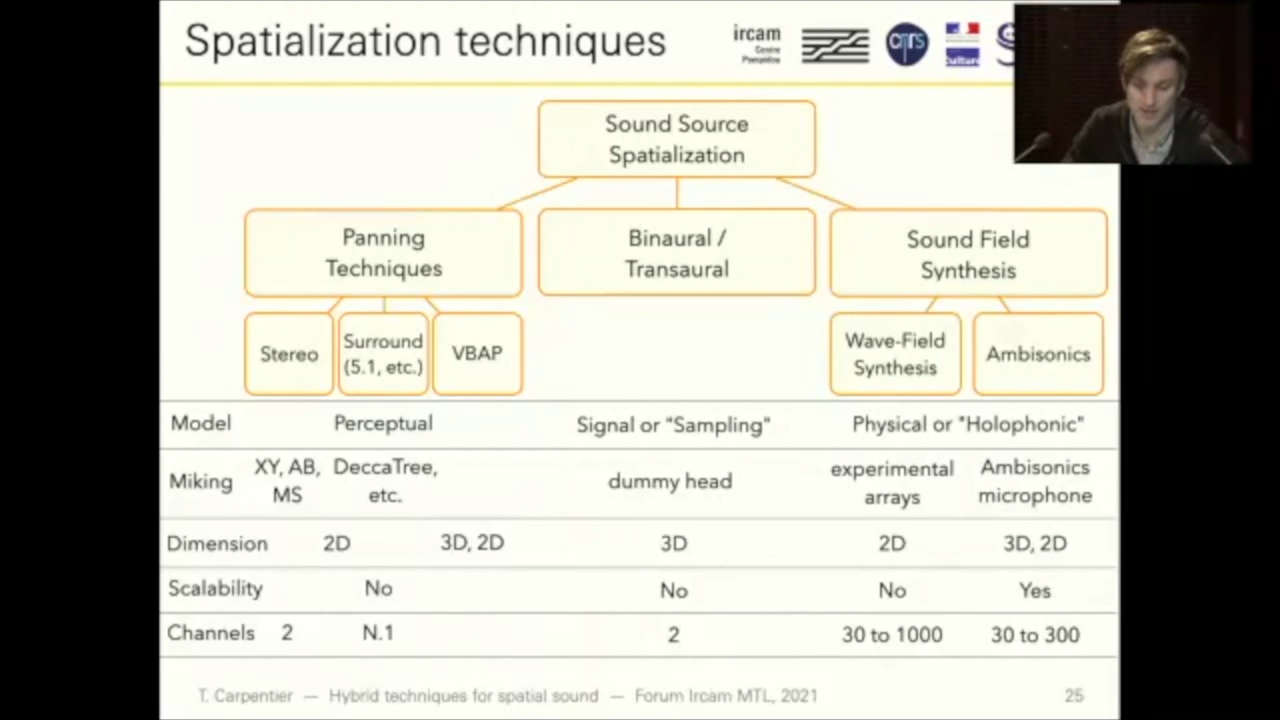 Spatialization techniques
ircam
Centre
Pompidou
cnrs
Culture
Sound Source
Spatialization
Panning
Techniques
Binaural /
Transaural
Sound Field
Synthesis
Stereo
Surround
(5.1, etc.)
VBAP
Wave-Field
Synthesis
Ambisonics
Model Perceptual Signal or "Sampling" Physical or "Holophonic"
Miking
XY, AB,
MS
DeccaTree,
etc.
dummy head
experimental
arrays
Ambisonics
microphone
Dimension 2D 3D, 2D 3D 2D 3D, 2D
Scalability No No No Yes
Channels 2 N.1 2 30 to 1000 30 to 300
T. Carpentier — Hybrid techniques for spatial sound — Forum Ircam MTL, 2021 25